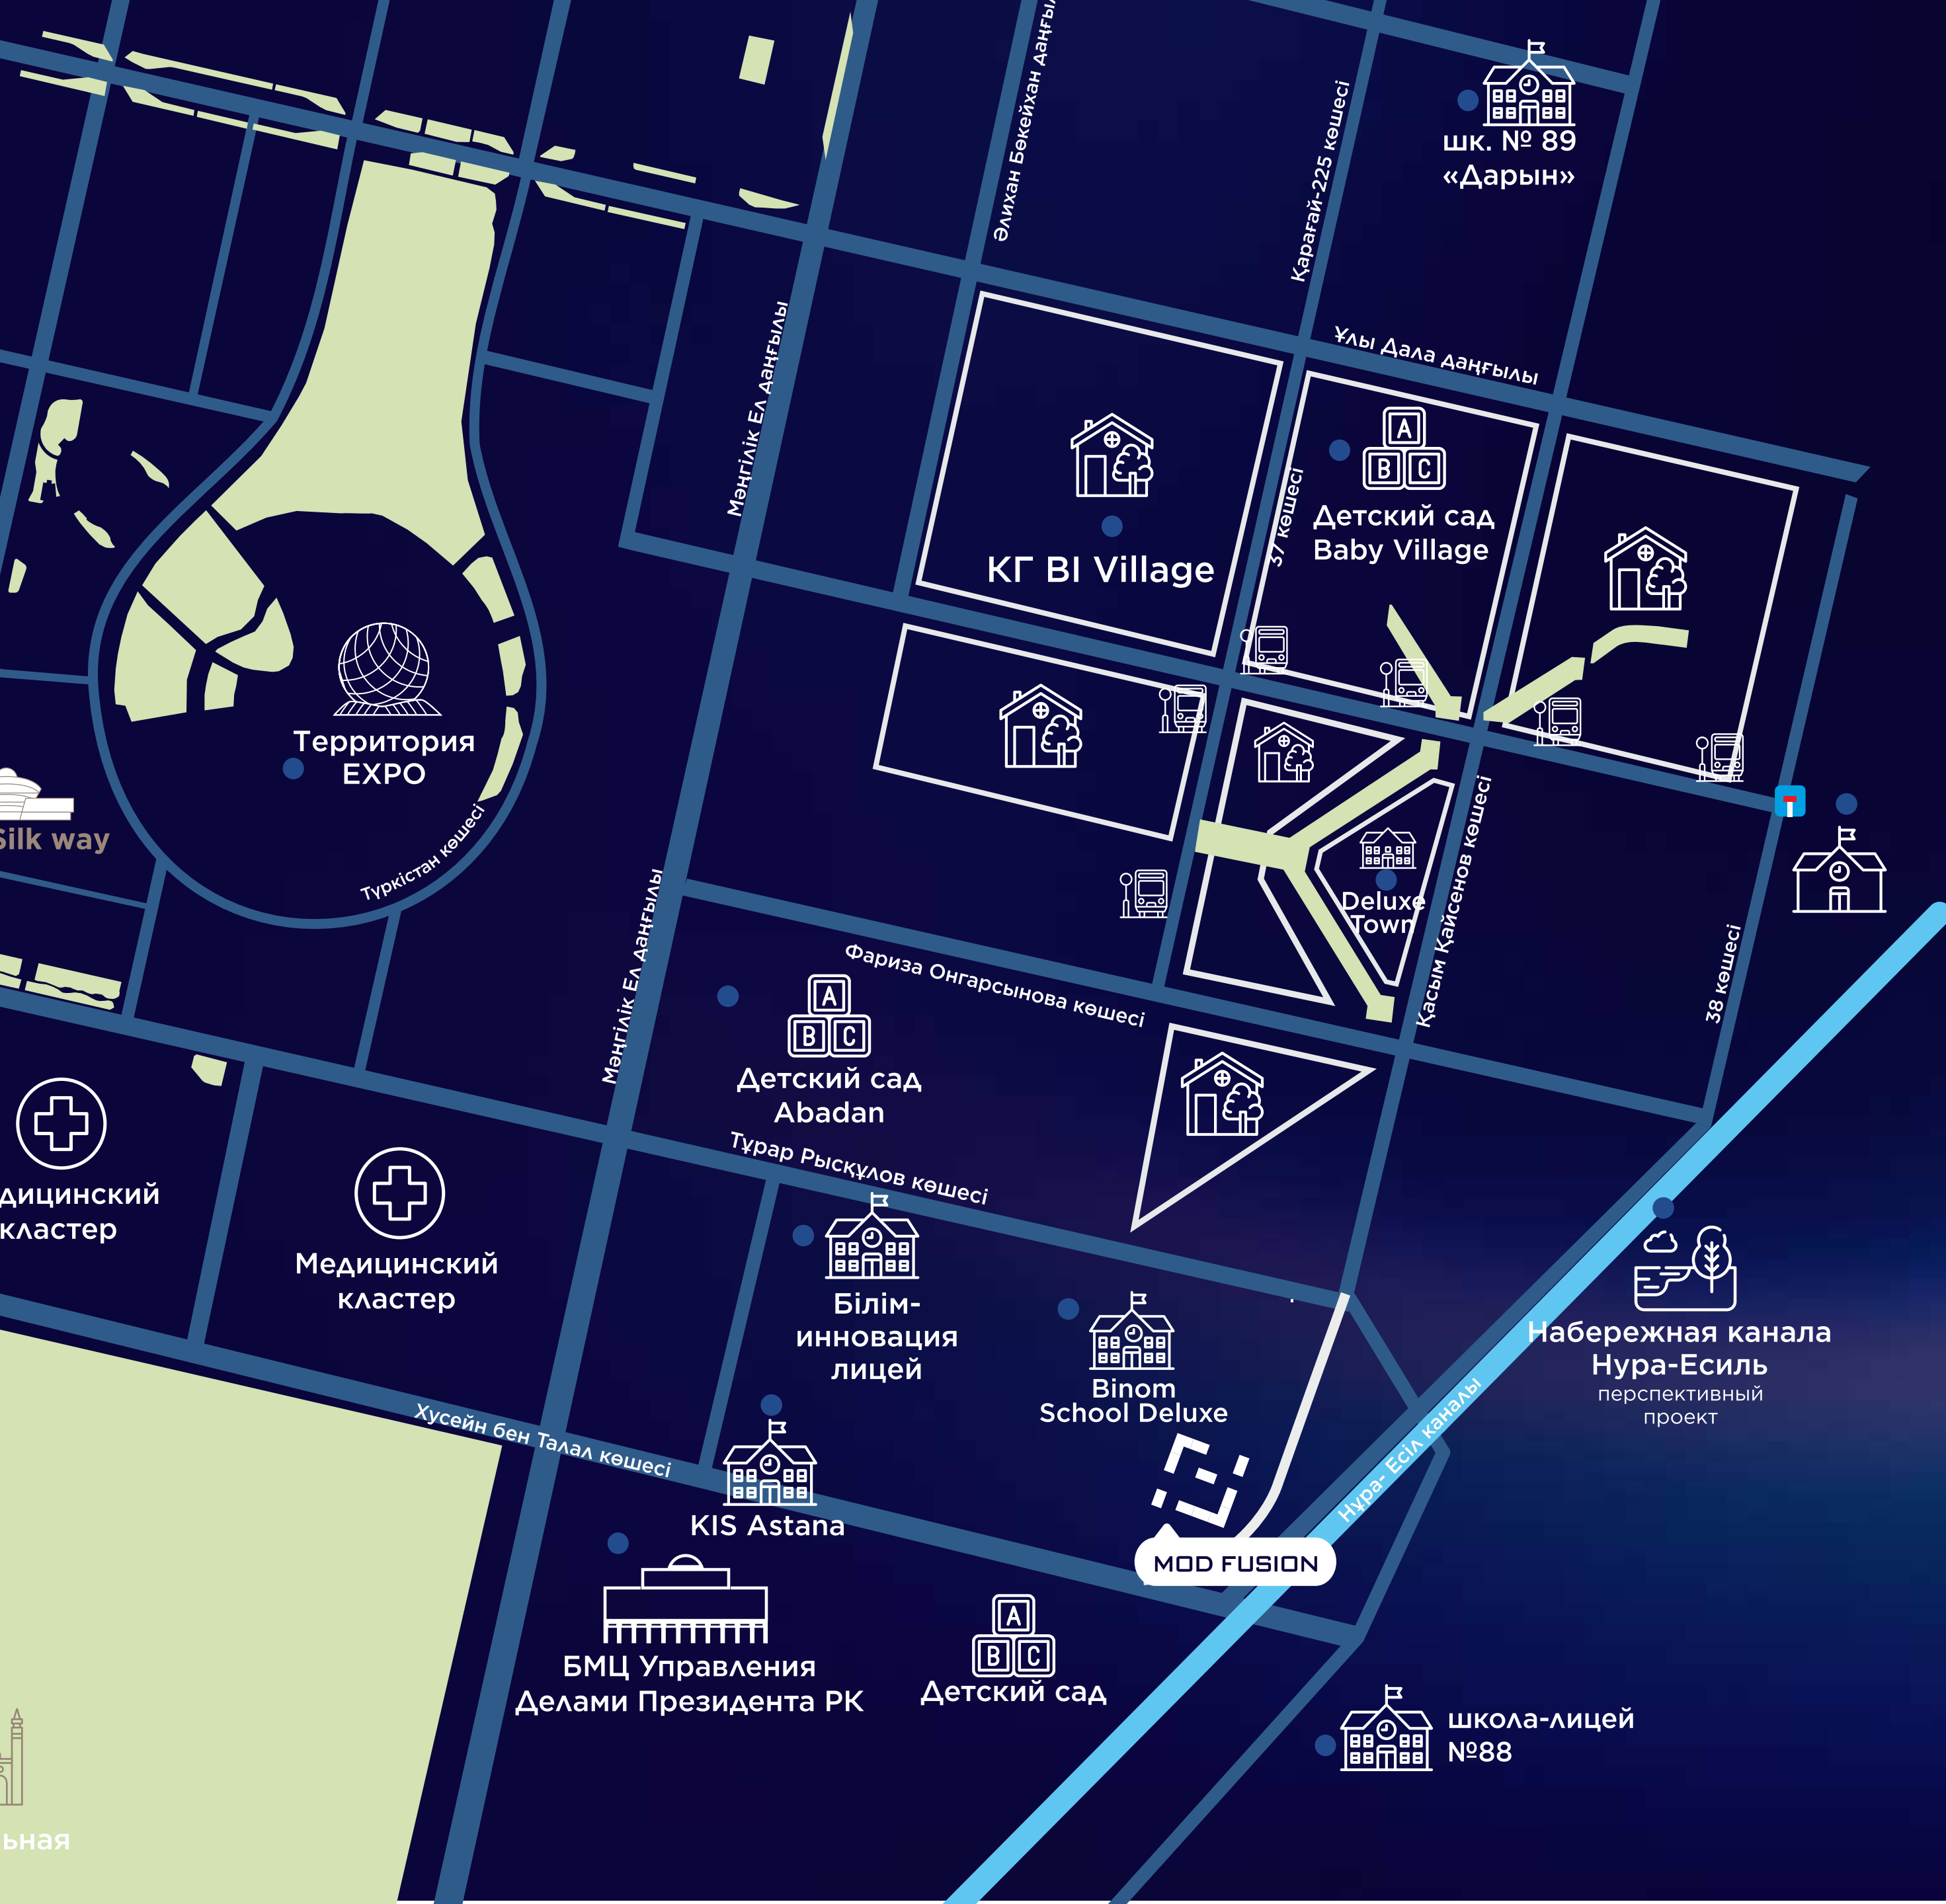 Әлихан Бөкейхан
Қарағай-225 көшесі
шк. № 89
«Дарын»
Ұлы Дала даңғылы
Мәңгілік Ел даңғылы
A
B C
Детский сад
Baby Village
37 көшесі
КГ BI Village
Территория
EXPO
Silk way
Түркістан көшесі
Deluxe
Town
Қасым Қайсенов көшесі
38 көшесі
Мәңгілік Ел даңғылы
Фариза Онгарсынова көшесі
A
B C
Детский сад
Abadan
Тұрар Рысқұлов көшесі
дицинский
кластер
Медицинский
кластер
Білім-
инновация
лицей
Binom
School Deluxe
Набережная канала
Нура-Есиль
перспективный
проект
Нұра- Есіл каналы
Хусейн бен Талал көшесі
KIS Astana
MOD FUSION
БМЦ Управления
Делами Президента РК
A
B C
Детский сад
школа-лицей
№88
ьная